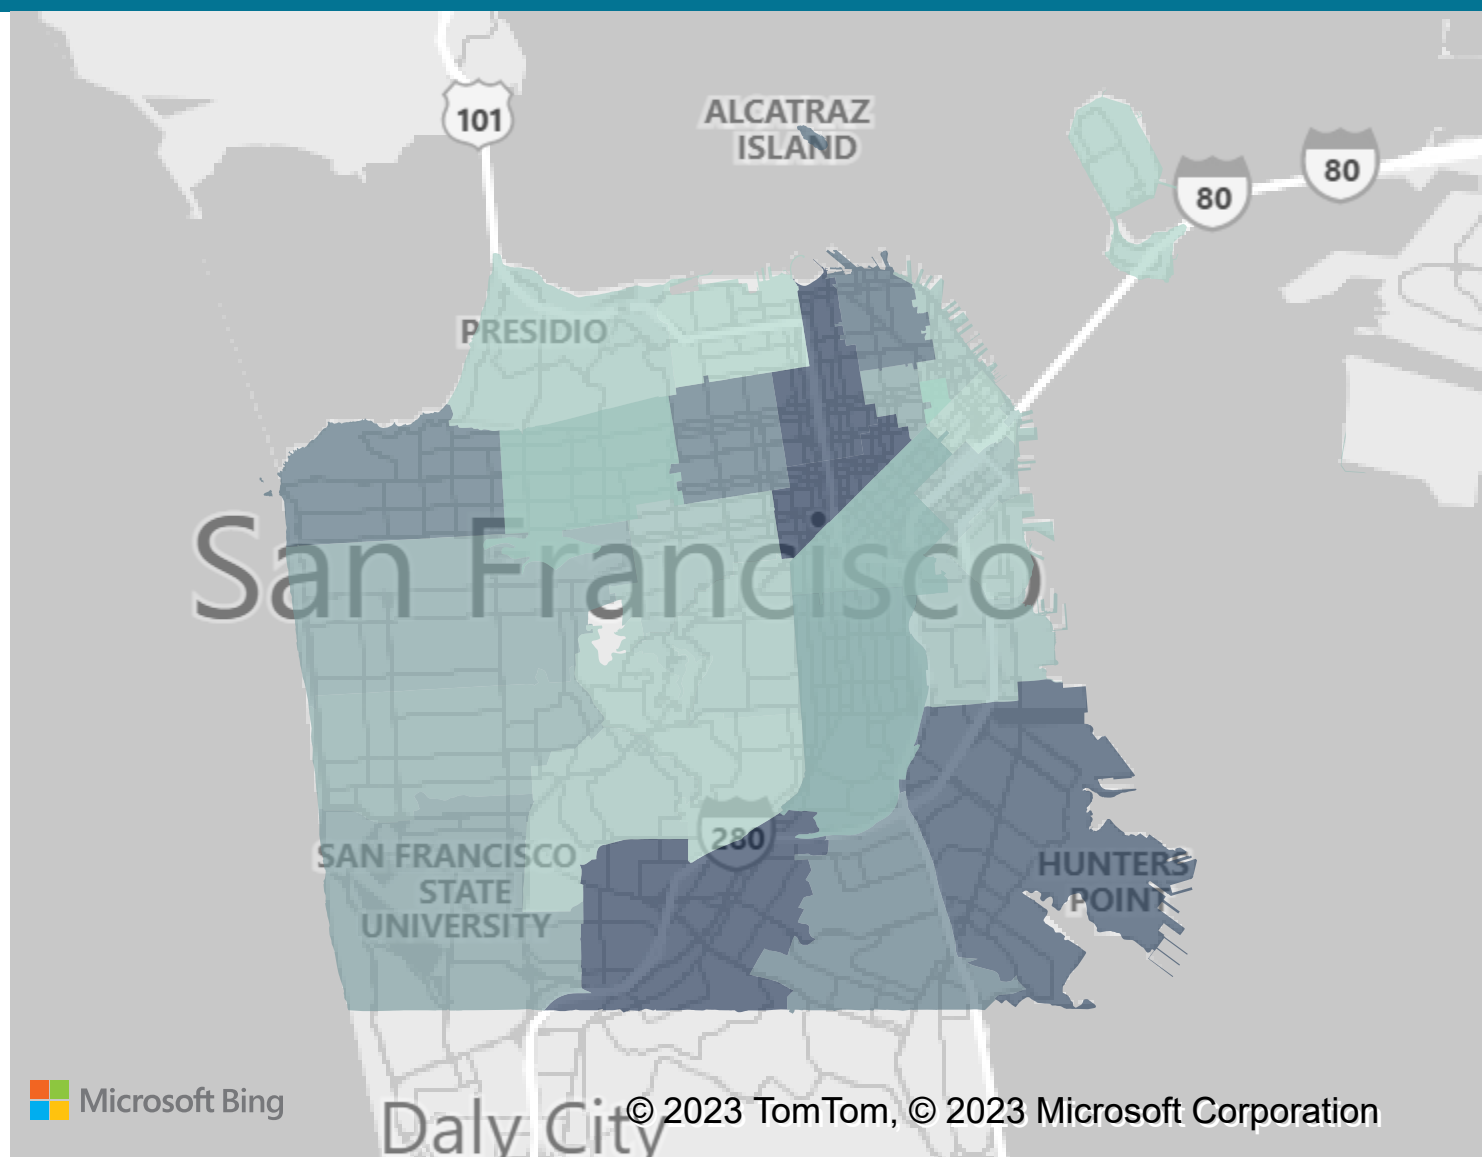 101
ALCATRAZ
ISLAND
80
80
PRESIDIO
San Francisco
280
SAN FRANCISCO
STATE
UNIVERSITY
HUNTERS
POINT
Microsoft Bing
Daly City
© 2023 TomTom, © 2023 Microsoft Corporation